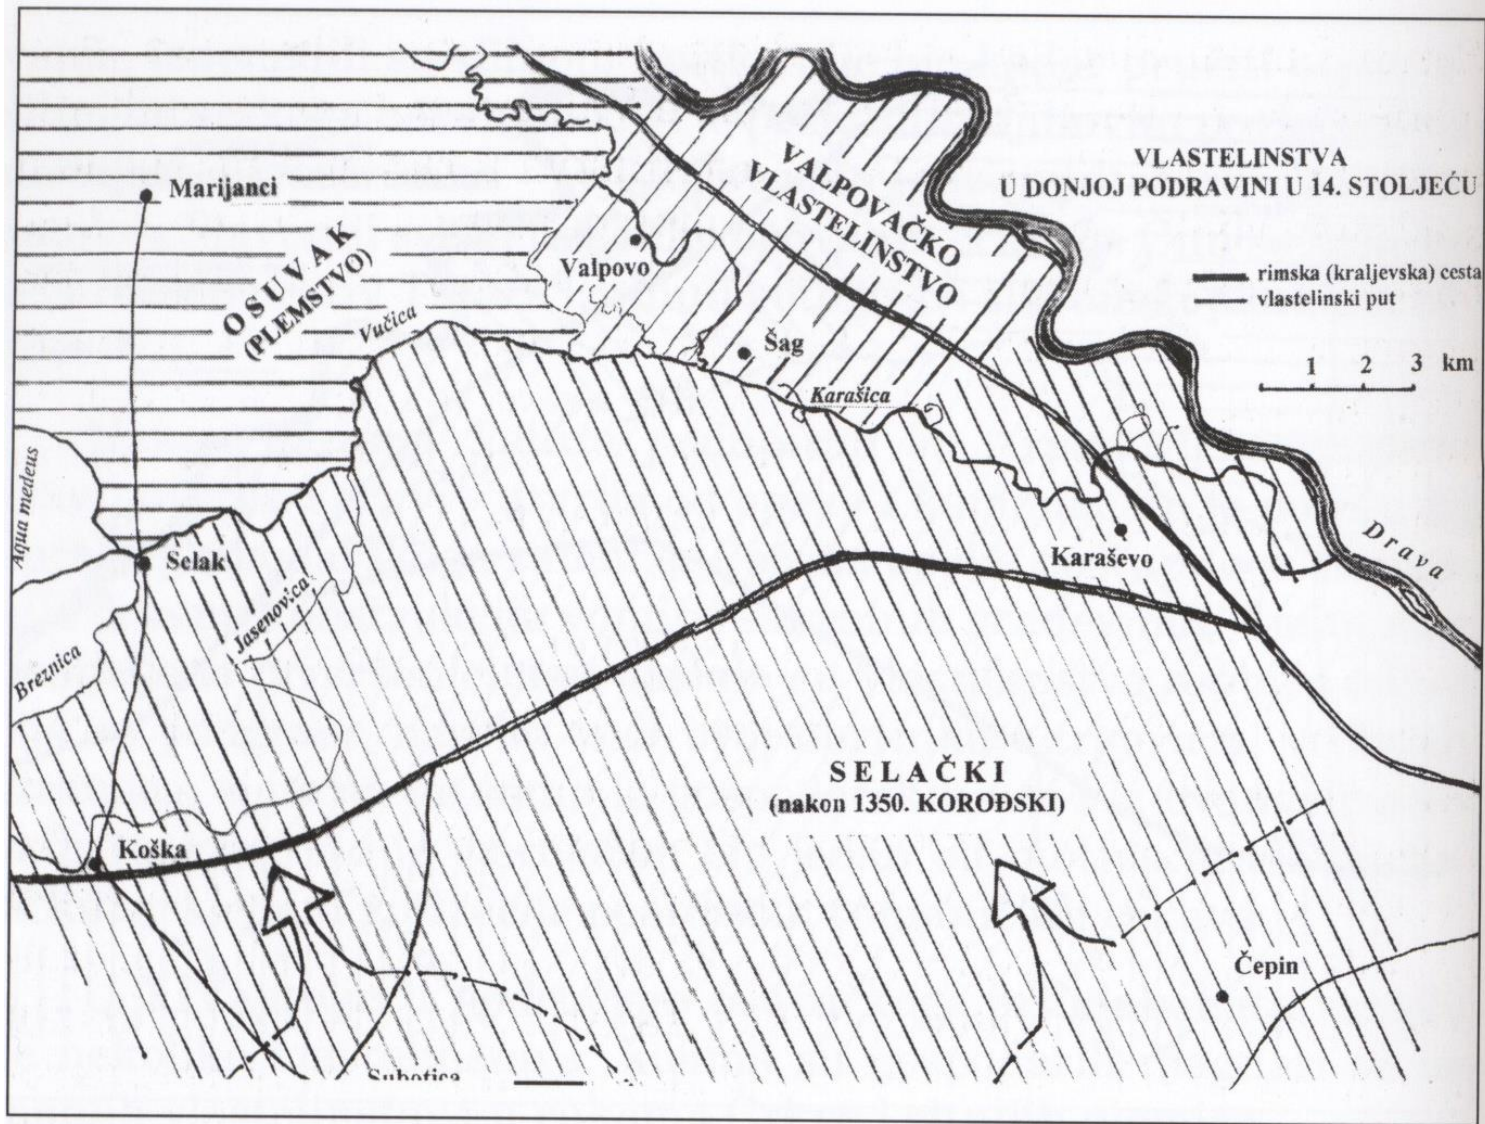 VLASTELINSTVA
U DONJOJ PODRAVINI U 14. STOLJEĆU
rimska (kraljevska) cesta
vlastelinski put
1 2 3 km
Marijanci
OSUVAK
(PLEMSTVO)
Vučica
Valpovo
VALPOVAČKO
VLASTELINSTVO
Šag
Karašica
Aqua medeus
Selak
Jasenovica
Breznica
Karaševo
Drava
SELAČKI
(nakon 1350. KOROĐSKI)
Koška
Čepin
Subotica